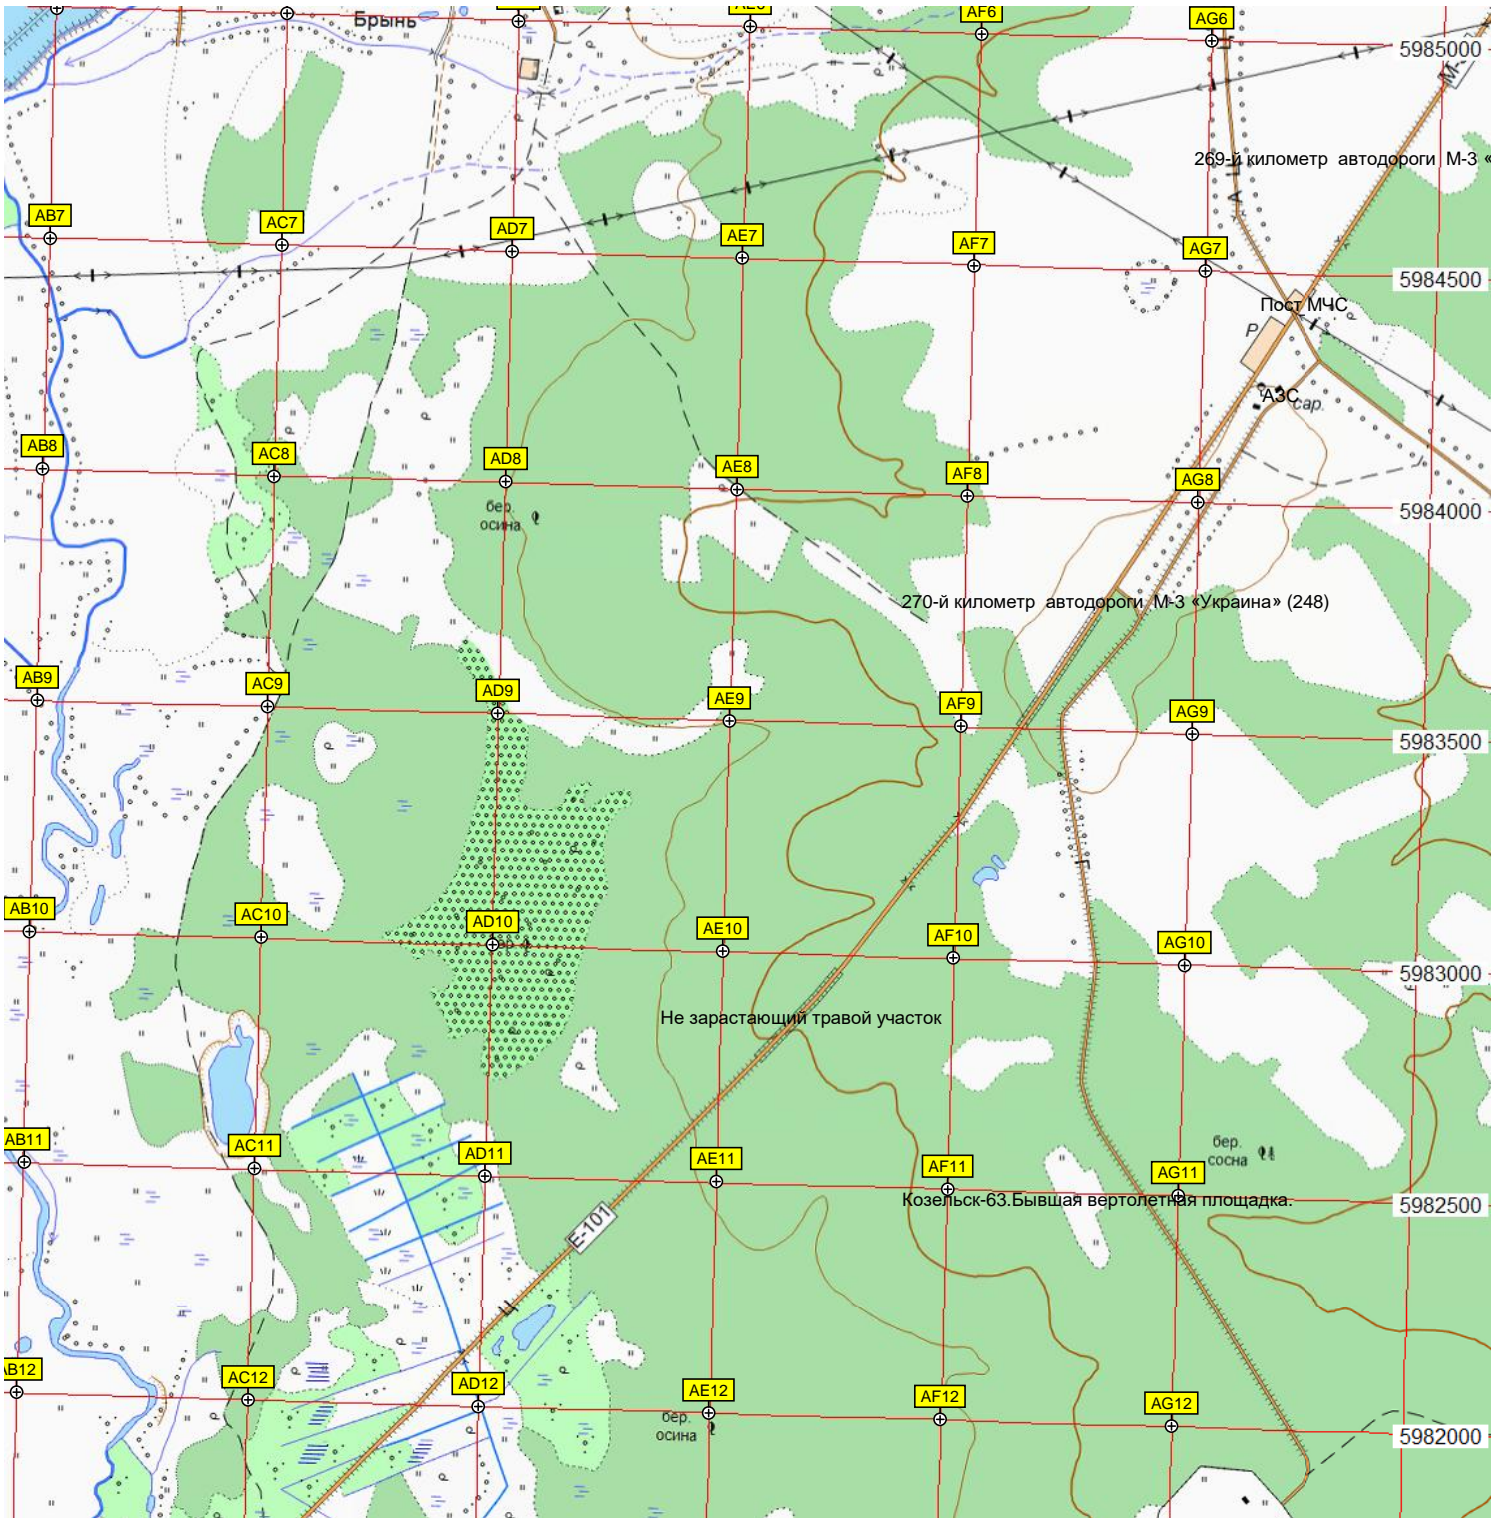 Брынь
AF6
AG6
5985000
269-й километр автодороги М-3 «
AB7
AC7
AD7
AE7
AF7
AG7
5984500
Пост МЧС
Р
АЗС
сар.
AB8
AC8
AD8
AE8
AF8
AG8
5984000
бер.
осина
270-й километр автодороги М-3 «Украина» (248)
AB9
AC9
AD9
AE9
AF9
AG9
5983500
AB10
AC10
AD10
AE10
AF10
AG10
5983000
Не зарастающий травой участок
AB11
AC11
AD11
AE11
AF11
AG11
бер.
сосна
5982500
Козельск-63.Бывшая вертолетная площадка.
E-101
Ц
AB12
AC12
AD12
AE12
AF12
AG12
бер.
осина
5982000